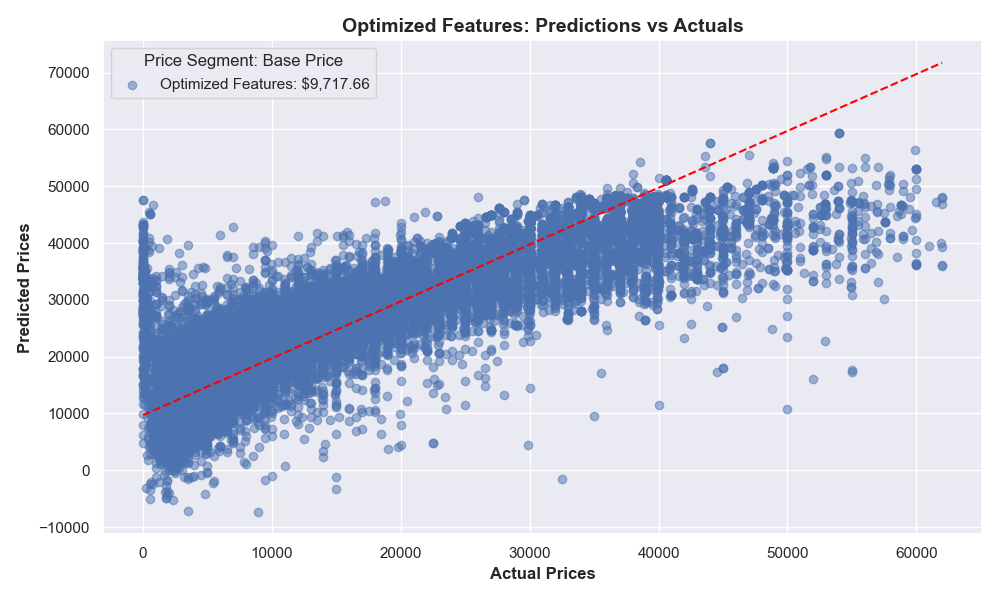 Optimized Features: Predictions vs Actuals
Price Segment: Base Price
Optimized Features: $9,717.66
70000
60000
50000
40000
30000
20000
10000
0
−10000
Predicted Prices
0 10000 20000 30000 40000 50000 60000
Actual Prices